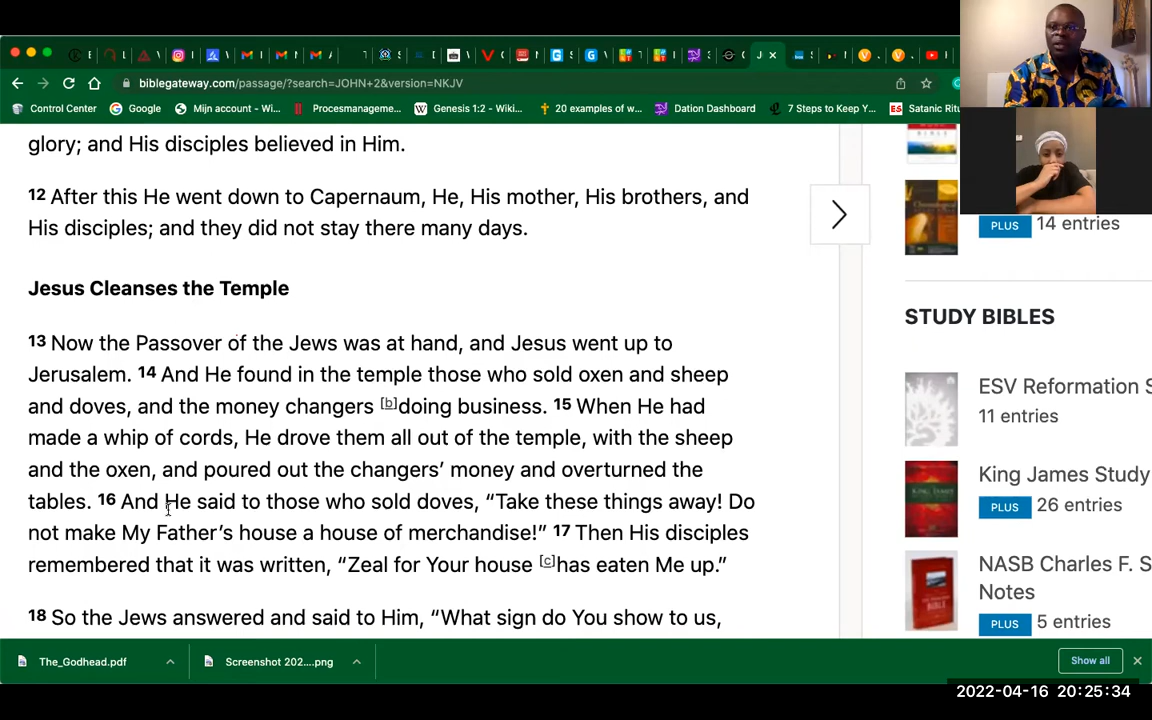 biblegateway.com/passage/?search=JOHN+2&version=NKJV
Control Center Google Mijn account - Wi... Procesmanageme... Genesis 1:2 - Wiki... 20 examples of w... Dation Dashboard 7 Steps to Keep Y... Satanic Ritu
glory; and His disciples believed in Him.
12 After this He went down to Capernaum, He, His mother, His brothers, and
His disciples; and they did not stay there many days.
Jesus Cleanses the Temple
13 Now the Passover of the Jews was at hand, and Jesus went up to
Jerusalem. 14 And He found in the temple those who sold oxen and sheep
and doves, and the money changers [b]doing business. 15 When He had
made a whip of cords, He drove them all out of the temple, with the sheep
and the oxen, and poured out the changers’ money and overturned the
tables. 16 And He said to those who sold doves, “Take these things away! Do
not make My Father’s house a house of merchandise!” 17 Then His disciples
remembered that it was written, “Zeal for Your house [c]has eaten Me up.”
18 So the Jews answered and said to Him, “What sign do You show to us,
PLUS 14 entries
STUDY BIBLES
ESV Reformation S
11 entries
King James Study
PLUS 26 entries
NASB Charles F. S
Notes
PLUS 5 entries
The_Godhead.pdf Screenshot 202....png Show all
2022-04-16 20:25:34